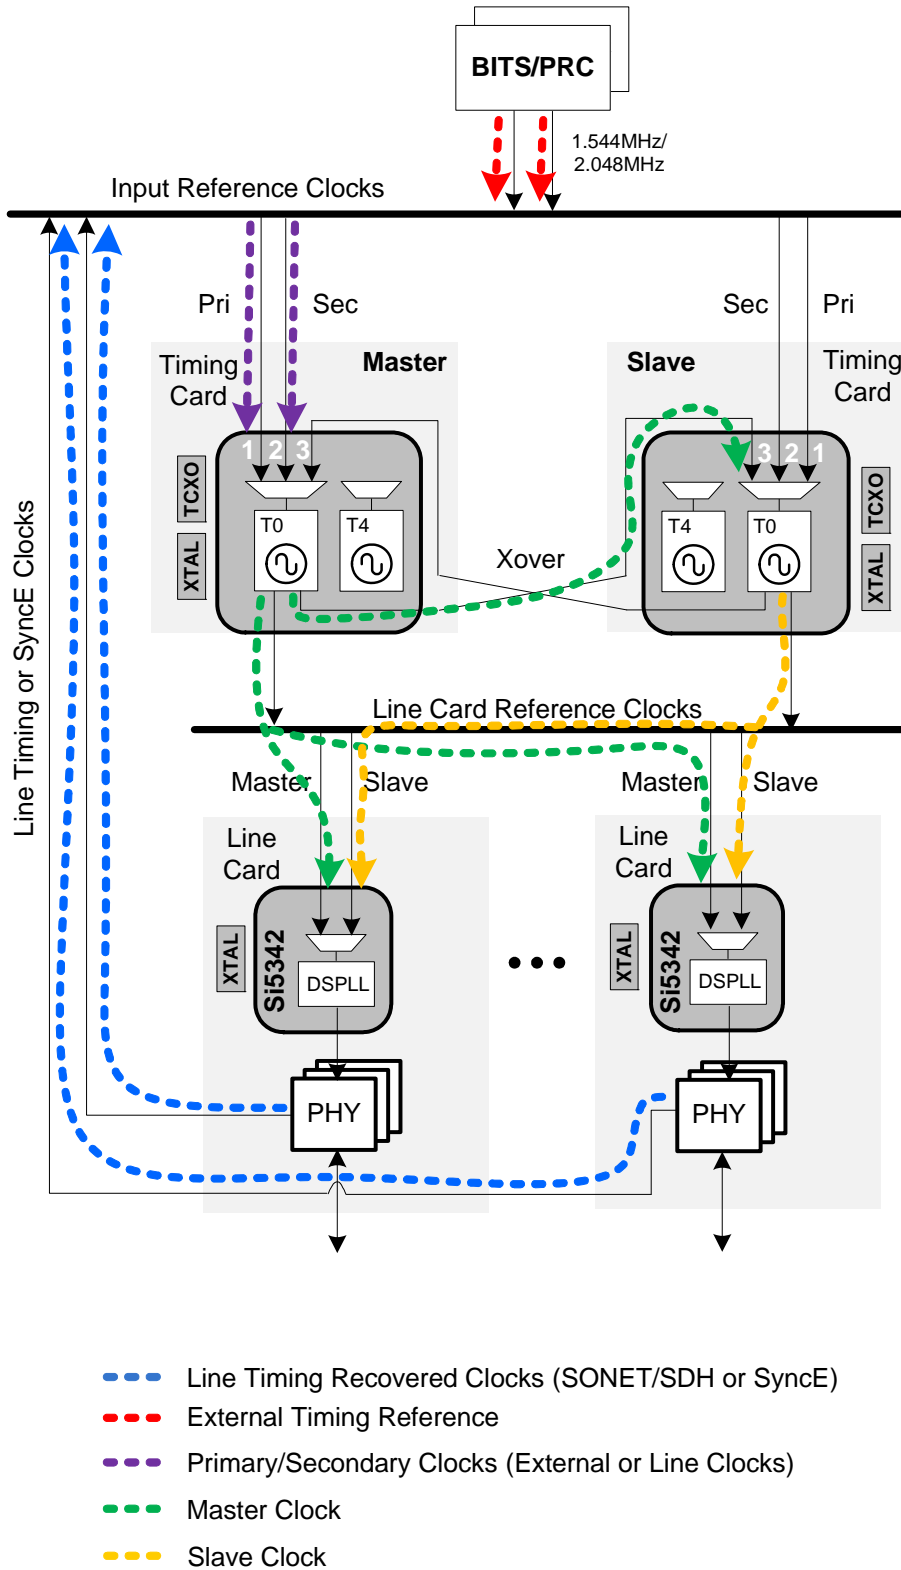 BITS/PRC
1.544MHz/
2.048MHz
Input Reference Clocks
Pri
Sec
Sec
Pri
Timing
Card
Master
Slave
Timing
Card
1 2 3
3 2 1
TCXO
XTAL
T0
T4
T4
T0
TCXO
XTAL
Xover
Line Timing or SyncE Clocks
Line Card Reference Clocks
Master
Slave
Master
Slave
Line
Card
Line
Card
XTAL
Si5342
DSPLL
XTAL
Si5342
DSPLL
PHY
PHY
Line Timing Recovered Clocks (SONET/SDH or SyncE)
External Timing Reference
Primary/Secondary Clocks (External or Line Clocks)
Master Clock
Slave Clock